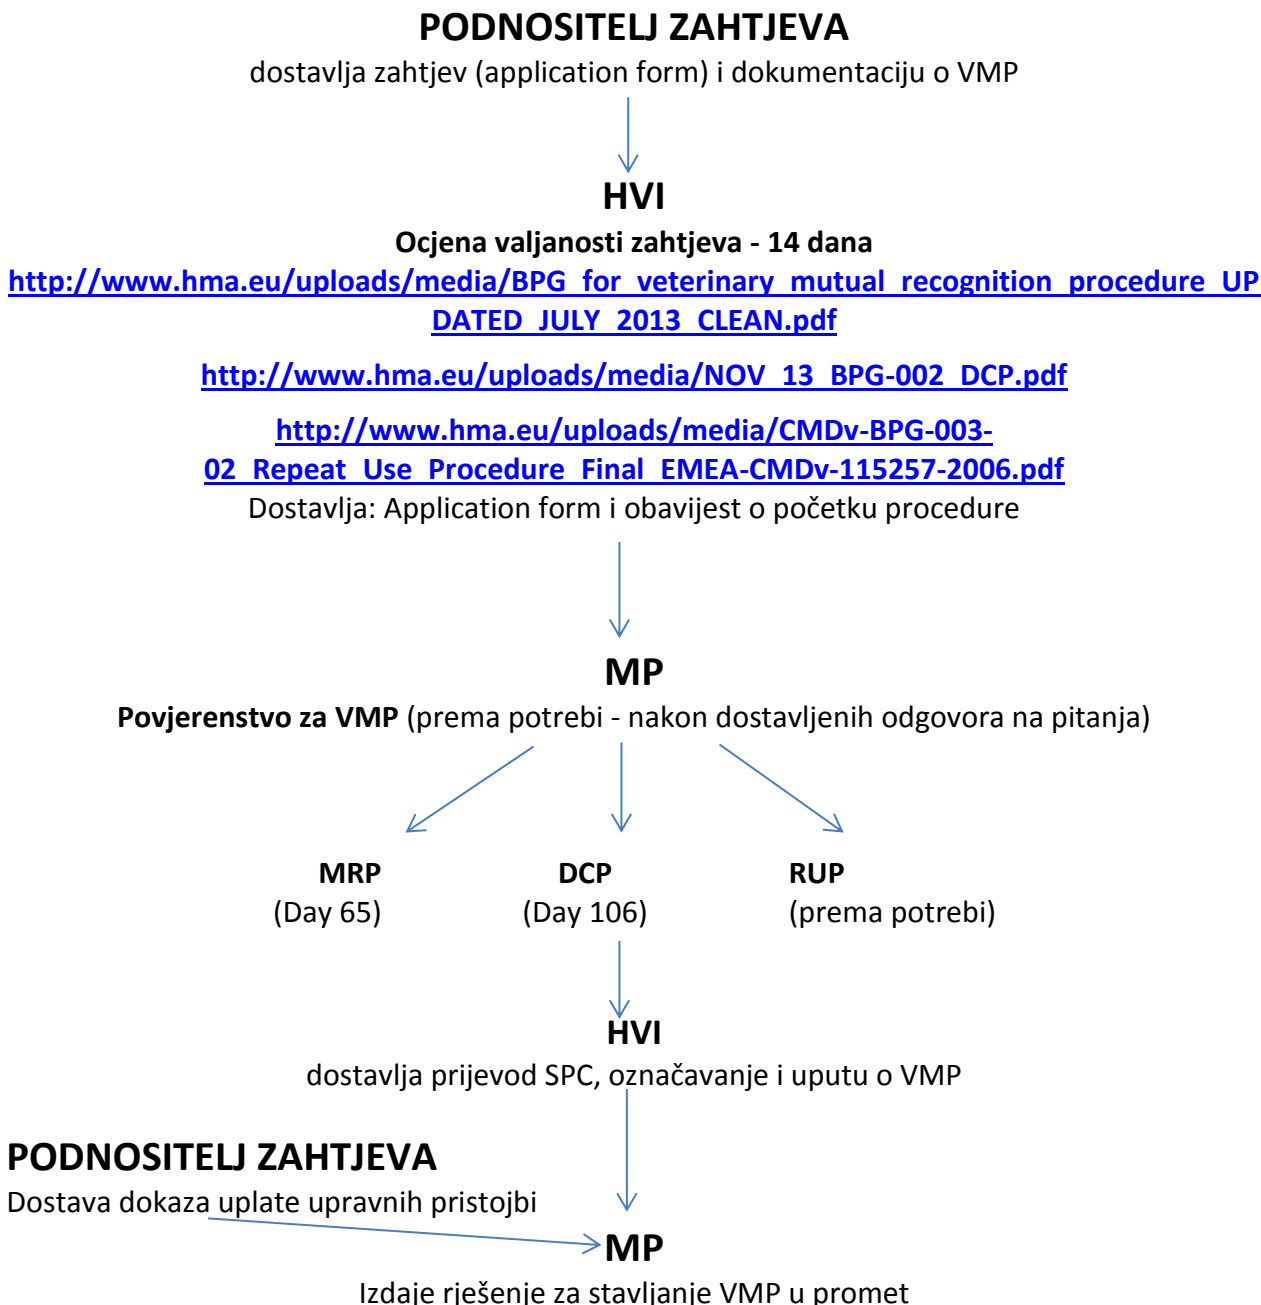 PODNOSITELJ ZAHTJEVA
dostavlja zahtjev (application form) i dokumentaciju o VMP
HVI
Ocjena valjanosti zahtjeva - 14 dana
http://www.hma.eu/uploads/media/BPG_for_veterinary_mutual_recognition_procedure_UP
DATED_JULY_2013_CLEAN.pdf
http://www.hma.eu/uploads/media/NOV_13_BPG-002_DCP.pdf
http://www.hma.eu/uploads/media/CMDv-BPG-003-
02_Repeat_Use_Procedure_Final_EMEA-CMDv-115257-2006.pdf
Dostavlja: Application form i obavijest o početku procedure
MP
Povjerenstvo za VMP (prema potrebi - nakon dostavljenih odgovora na pitanja)
MRP DCP RUP
(Day 65) (Day 106) (prema potrebi)
HVI
dostavlja prijevod SPC, označavanje i uputu o VMP
PODNOSITELJ ZAHTJEVA
Dostava dokaza uplate upravnih pristojbi
MP
Izdaje rješenje za stavljanje VMP u promet